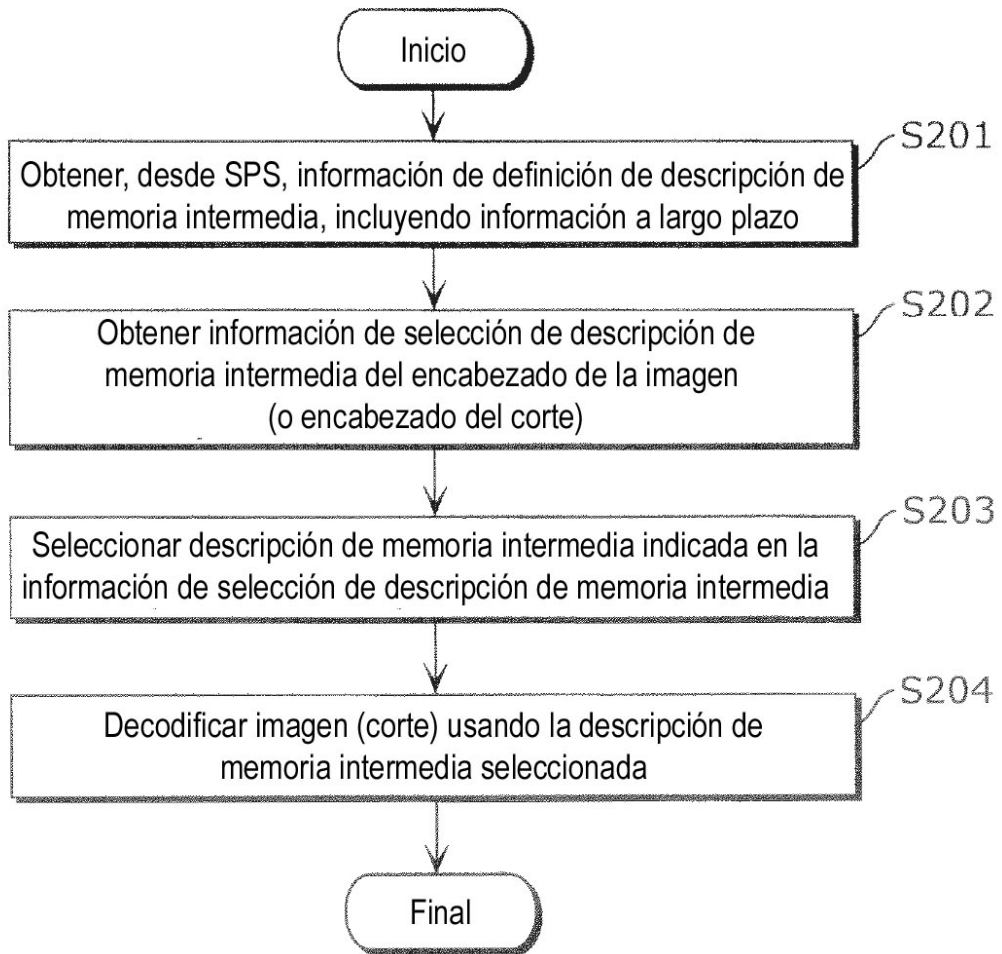 Inicio
S201
Obtener, desde SPS, información de definición de descripción de
memoria intermedia, incluyendo información a largo plazo
S202
Obtener información de selección de descripción de
memoria intermedia del encabezado de la imagen
(o encabezado del corte)
S203
Seleccionar descripción de memoria intermedia indicada en la
información de selección de descripción de memoria intermedia
S204
Decodificar imagen (corte) usando la descripción de
memoria intermedia seleccionada
Final